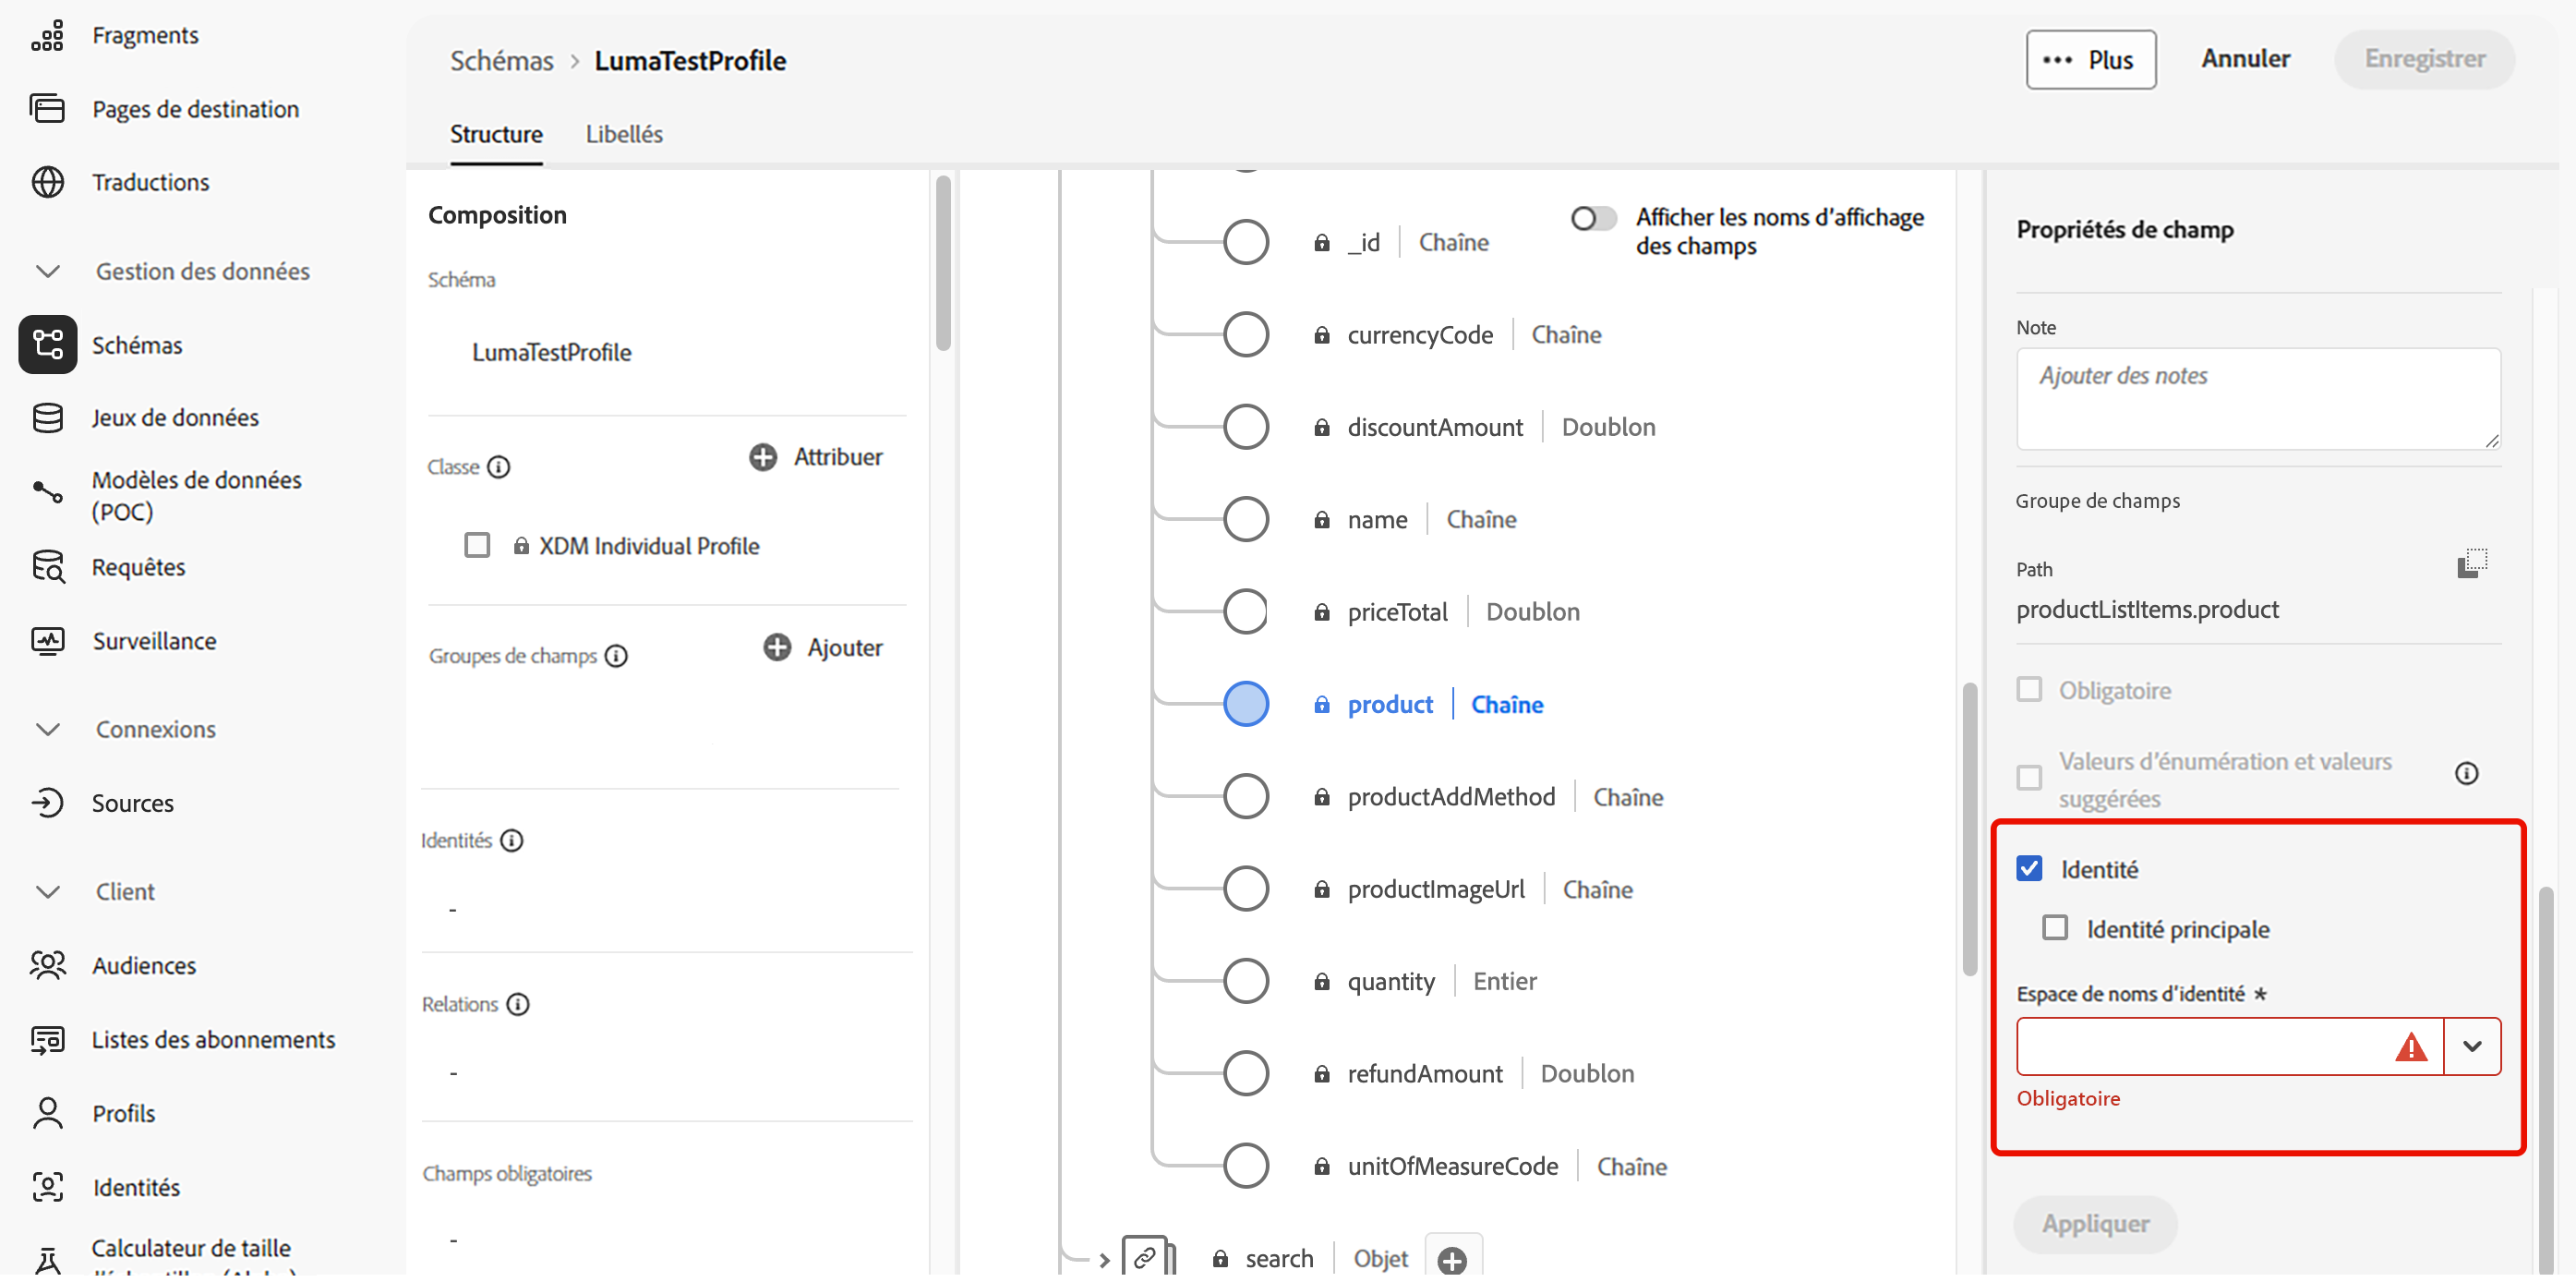 Fragments
Pages de destination
Traductions
Gestion des données
Schémas
Jeux de données
Modèles de données
(POC)
Requêtes
Surveillance
Connexions
Sources
Client
Audiences
Listes des abonnements
Profils
Identités
Calculateur de taille
Schémas > LumaTestProfile
Plus
Annuler
Enregistrer
Structure
Libellés
Composition
Schéma
LumaTestProfile
Classe
Attribuer
XDM Individual Profile
Groupes de champs
Ajouter
Identités
-
Relations
-
Champs obligatoires
-
Afficher les noms d'affichage
des champs
_id | Chaîne
currencyCode | Chaîne
discountAmount | Doublon
name | Chaîne
priceTotal | Doublon
product | Chaîne
productAddMethod | Chaîne
productImageUrl | Chaîne
quantity | Entier
refundAmount | Doublon
unitOfMeasureCode | Chaîne
search | Objet
Propriétés de champ
Note
Ajouter des notes
Groupe de champs
Path
productListItems.product
Obligatoire
Valeurs d'énumération et valeurs
suggérées
Identité
Identité principale
Espace de noms d'identité *
Obligatoire
Appliquer